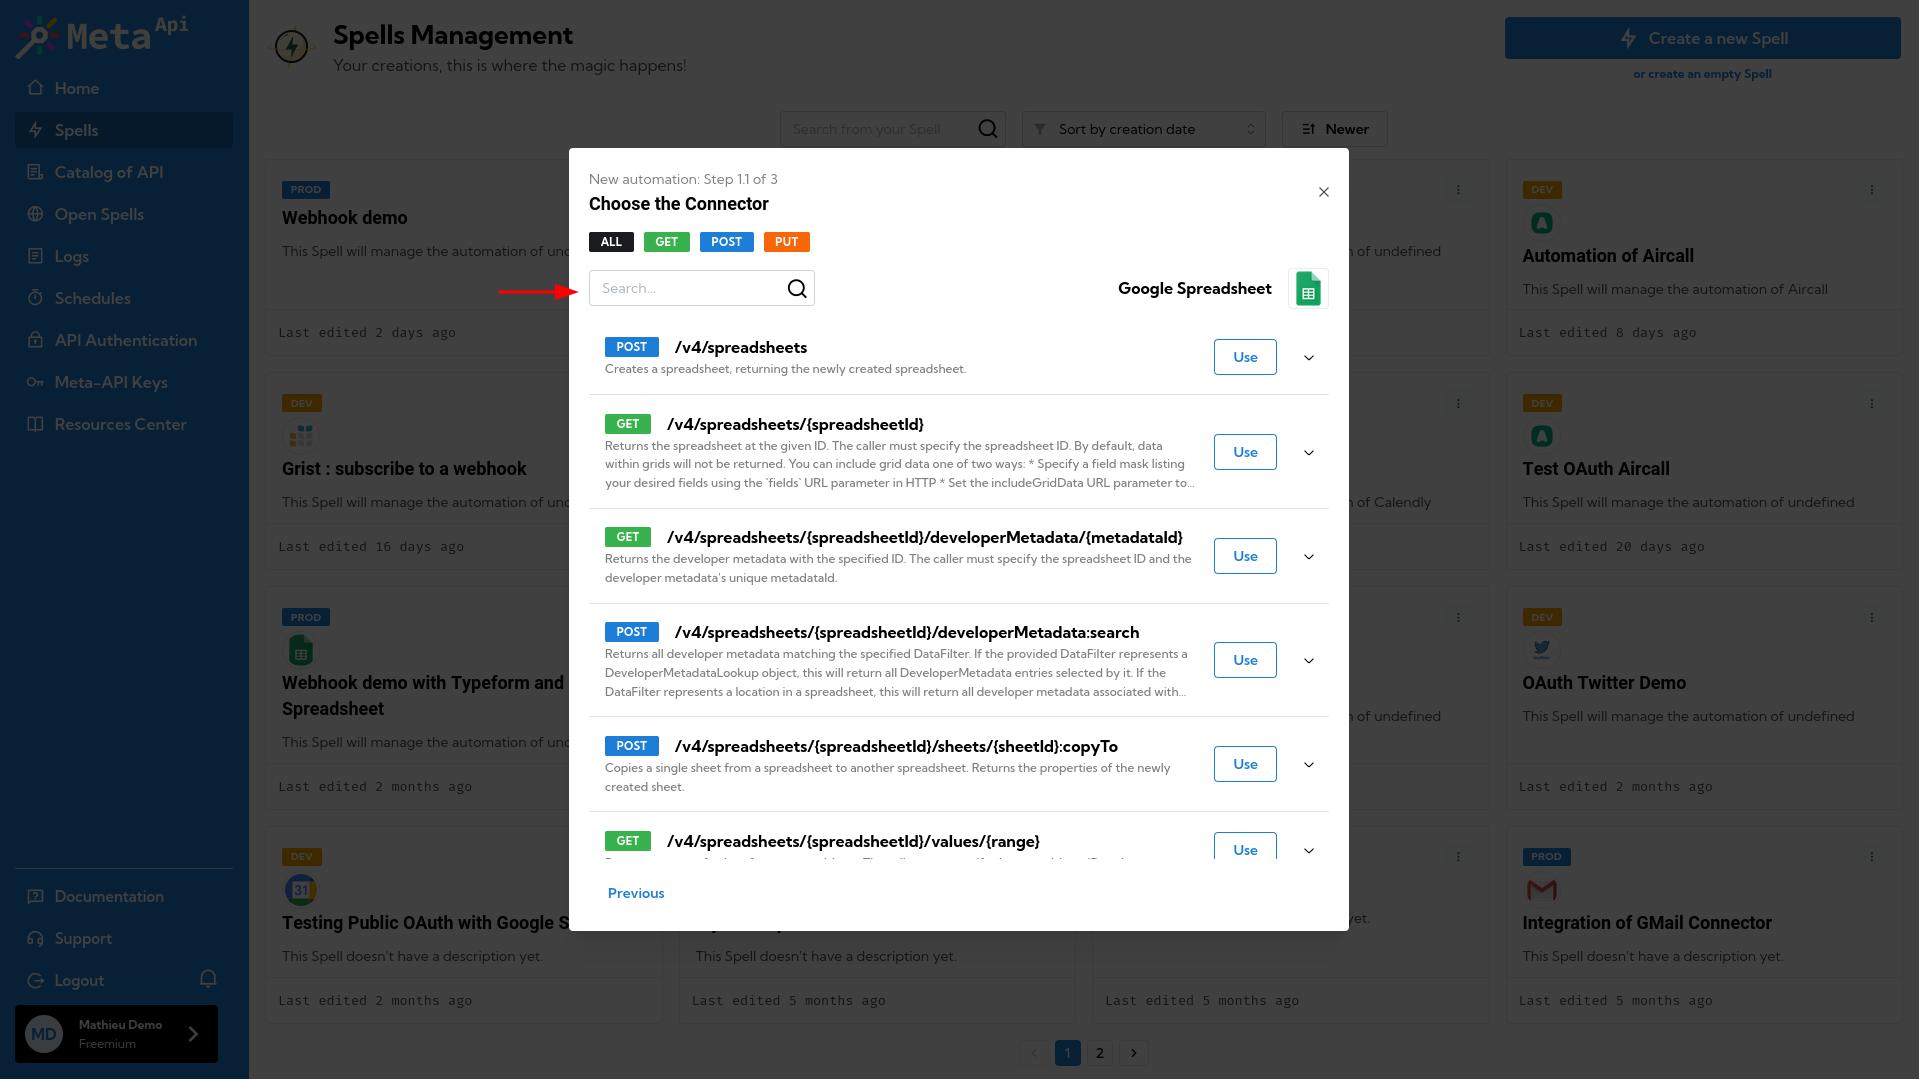 Meta Api
Home
Spells
Catalog of API
Open Spells
Logs
Schedules
API Authentication
Meta-API Keys
Resources Center
Documentation
Support
Logout
MD
Mathieu Demo
Freemium
Spells Management
Your creations, this is where the magic happens!
Create a new Spell
or create an empty Spell
Search from your Spell
Sort by creation date
Newer
PROD
Webhook demo
This Spell will manage the automation of
Last edited 2 days ago
DEV
Grist : subscribe to a webhook
This Spell will manage the automation of
Last edited 16 days ago
PROD
Webhook demo with Typeform and
Spreadsheet
This Spell will manage the automation of
Last edited 2 months ago
DEV
31
Testing Public OAuth with Google
This Spell doesn't have a description yet.
Last edited 2 months ago
New automation: Step 1.1 of 3
Choose the Connector
ALL
GET
POST
PUT
Search...
Google Spreadsheet
POST
/v4/spreadsheets
Creates a spreadsheet, returning the newly created spreadsheet.
Use
GET
/v4/spreadsheets/{spreadsheetId}
Returns the spreadsheet at the given ID. The caller must specify the spreadsheet ID. By default, data
within grids will not be returned. You can include grid data one of two ways: * Specify a field mask listing
your desired fields using the `fields` URL parameter in HTTP * Set the includeGridData URL parameter to...
Use
GET
/v4/spreadsheets/{spreadsheetId}/developerMetadata/{metadataId}
Returns the developer metadata with the specified ID. The caller must specify the spreadsheet ID and the
developer metadata's unique metadataId.
Use
POST
/v4/spreadsheets/{spreadsheetId}/developerMetadata:search
Returns all developer metadata matching the specified DataFilter. If the provided DataFilter represents a
DeveloperMetadataLookup object, this will return all DeveloperMetadata entries selected by it. If the
DataFilter represents a location in a spreadsheet, this will return all developer metadata associated with...
Use
POST
/v4/spreadsheets/{spreadsheetId}/sheets/{sheetId}:copyTo
Copies a single sheet from a spreadsheet to another spreadsheet. Returns the properties of the newly
created sheet.
Use
GET
/v4/spreadsheets/{spreadsheetId}/values/{range}
Use
Previous
This Spell doesn't have a description yet.
Last edited 5 months ago
of undefined
of Calendly
of undefined
yet.
Last edited 5 months ago
DEV
Automation of Aircall
This Spell will manage the automation of Aircall
Last edited 8 days ago
DEV
Test OAuth Aircall
This Spell will manage the automation of undefined
Last edited 20 days ago
DEV
OAuth Twitter Demo
This Spell will manage the automation of undefined
Last edited 2 months ago
PROD
Integration of GMail Connector
This Spell doesn't have a description yet.
Last edited 5 months ago
1
2